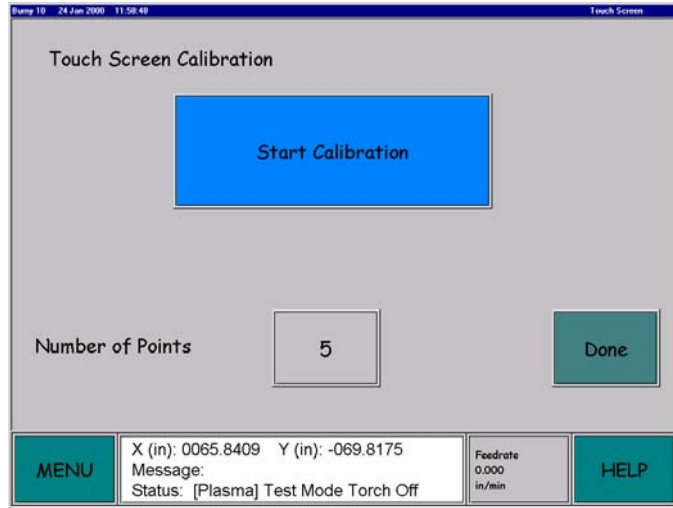 Burny 10 24 Jan 2000 11:50:40 Touch Screen
Touch Screen Calibration
Start Calibration
Number of Points 5 Done
MENU
X (in): 0065.8409 Y (in): -069.8175
Message:
Status: [Plasma] Test Mode Torch Off
Feedrate
0.000
in/min
HELP